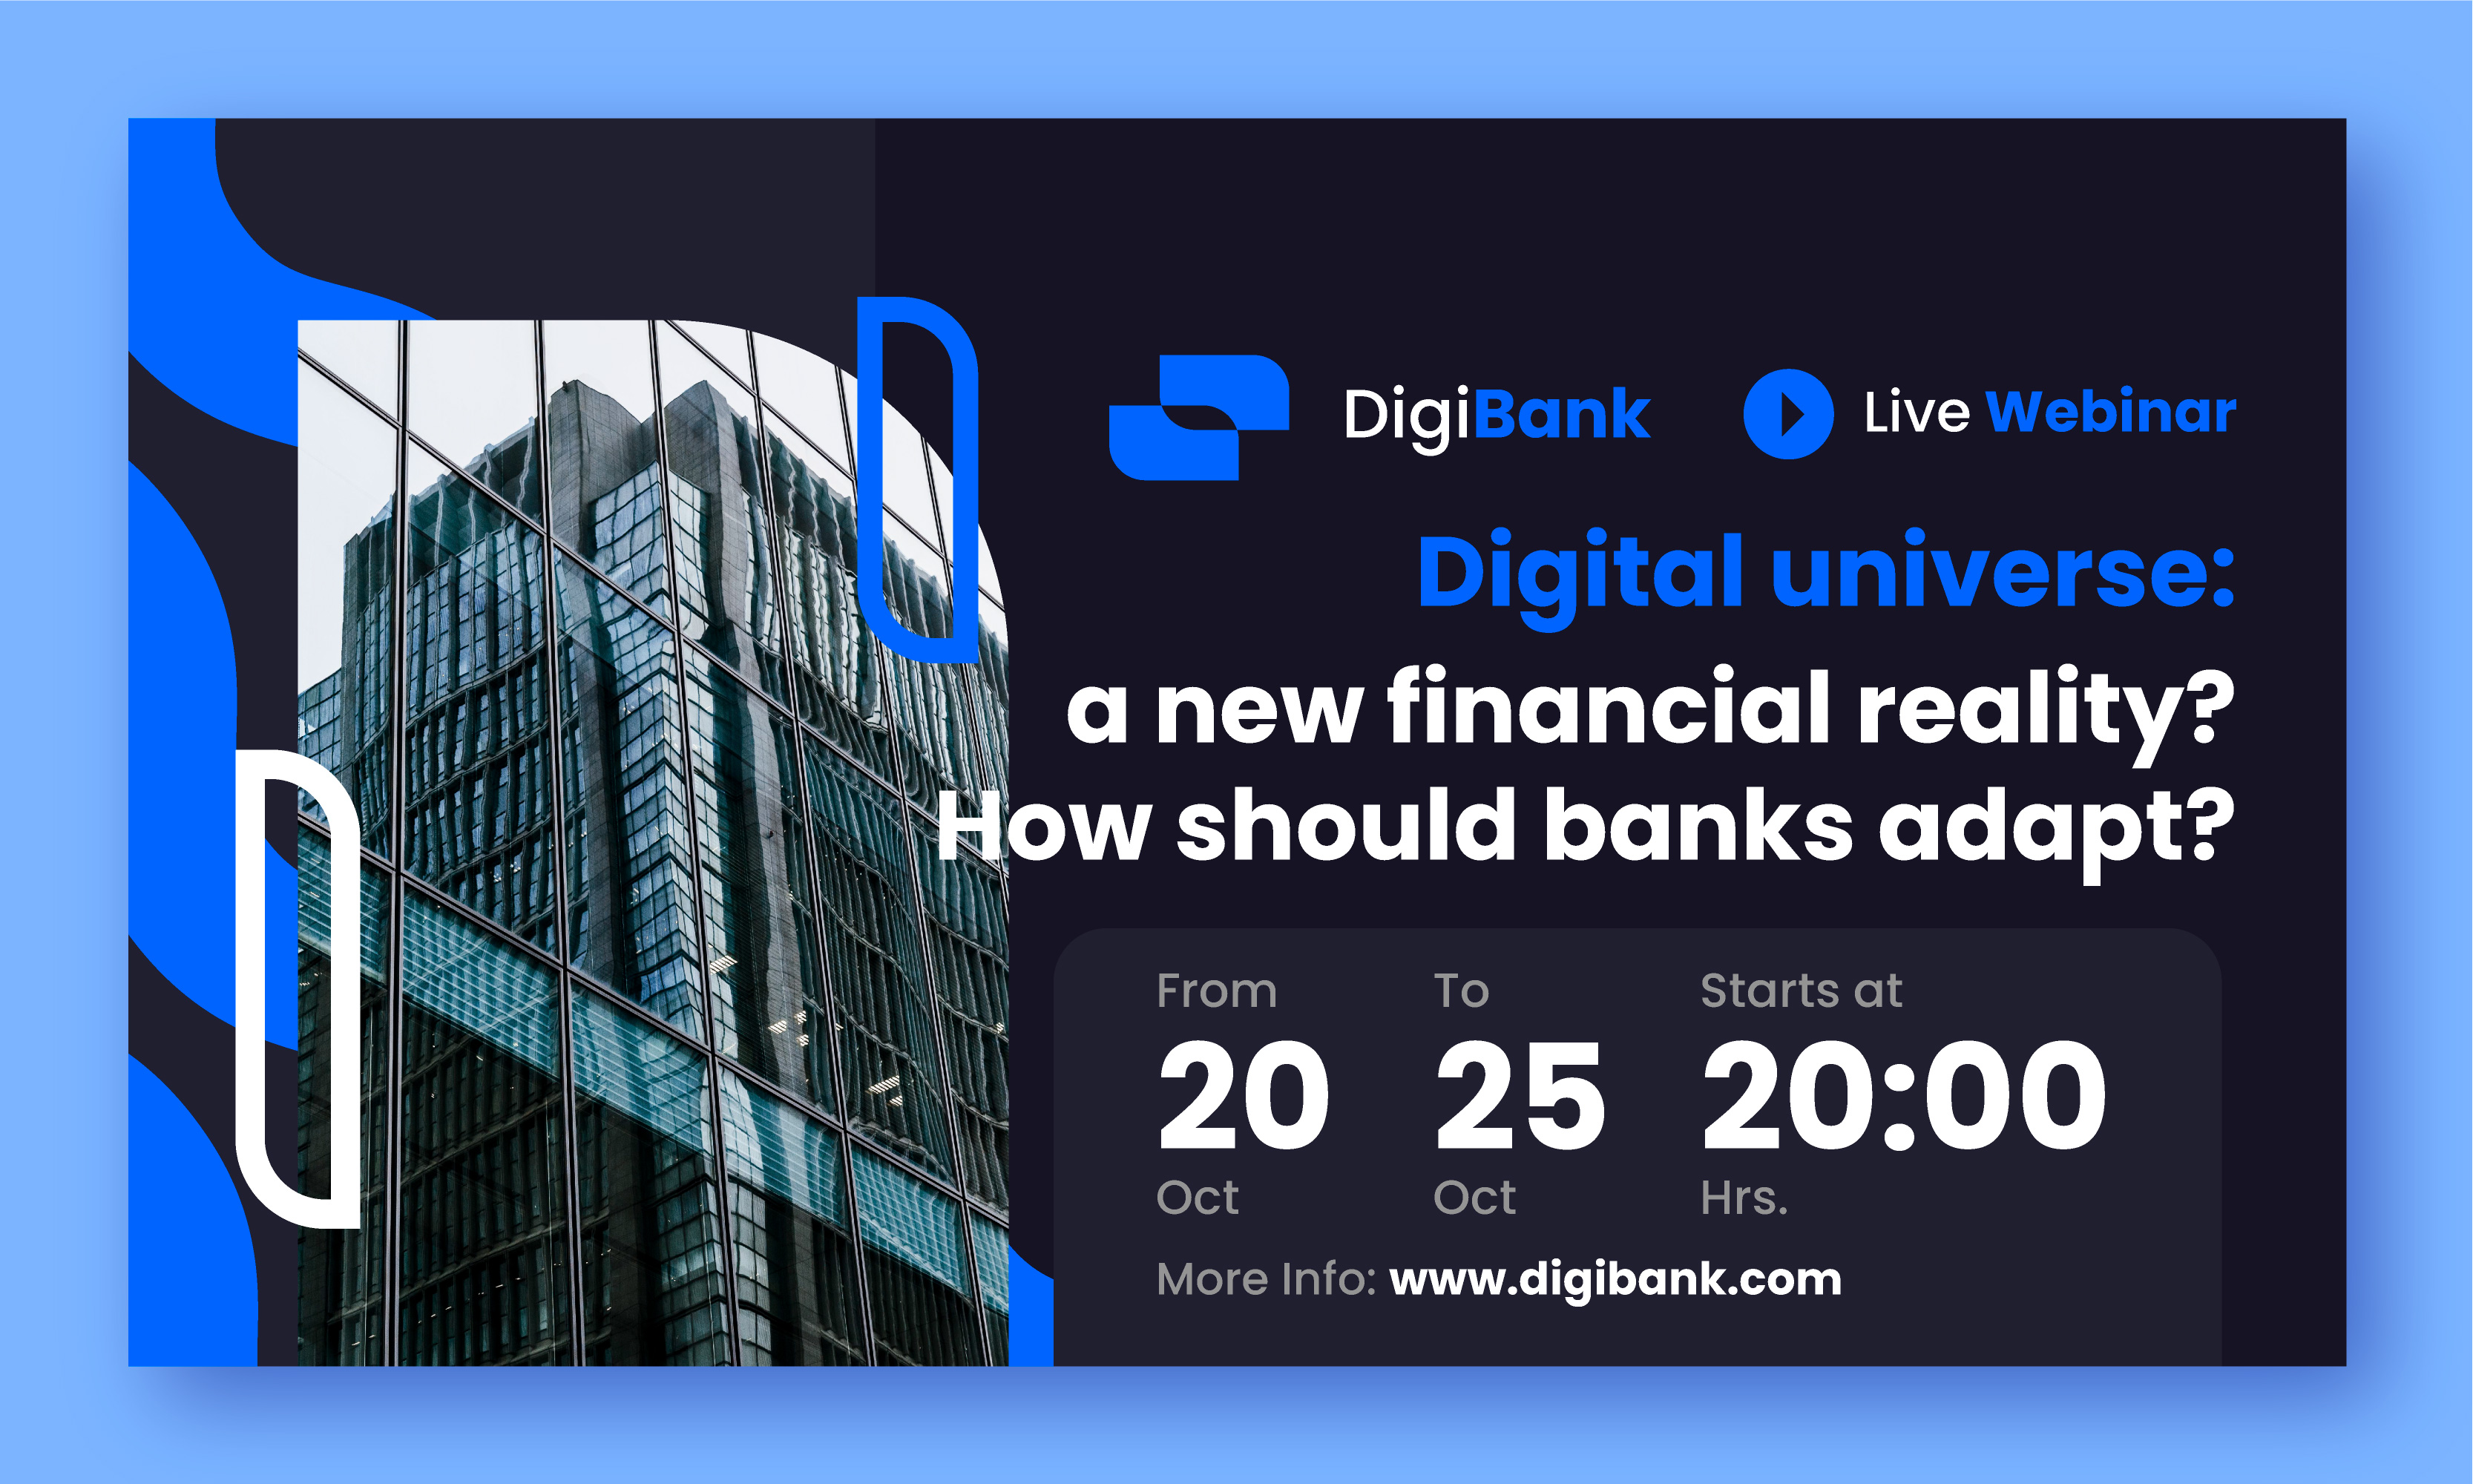 DigiBank
Live Webinar
Digital universe:
a new financial reality?
How should banks adapt?
From To Starts at
20 25 20:00
Oct Oct Hrs.
More Info: www.digibank.com